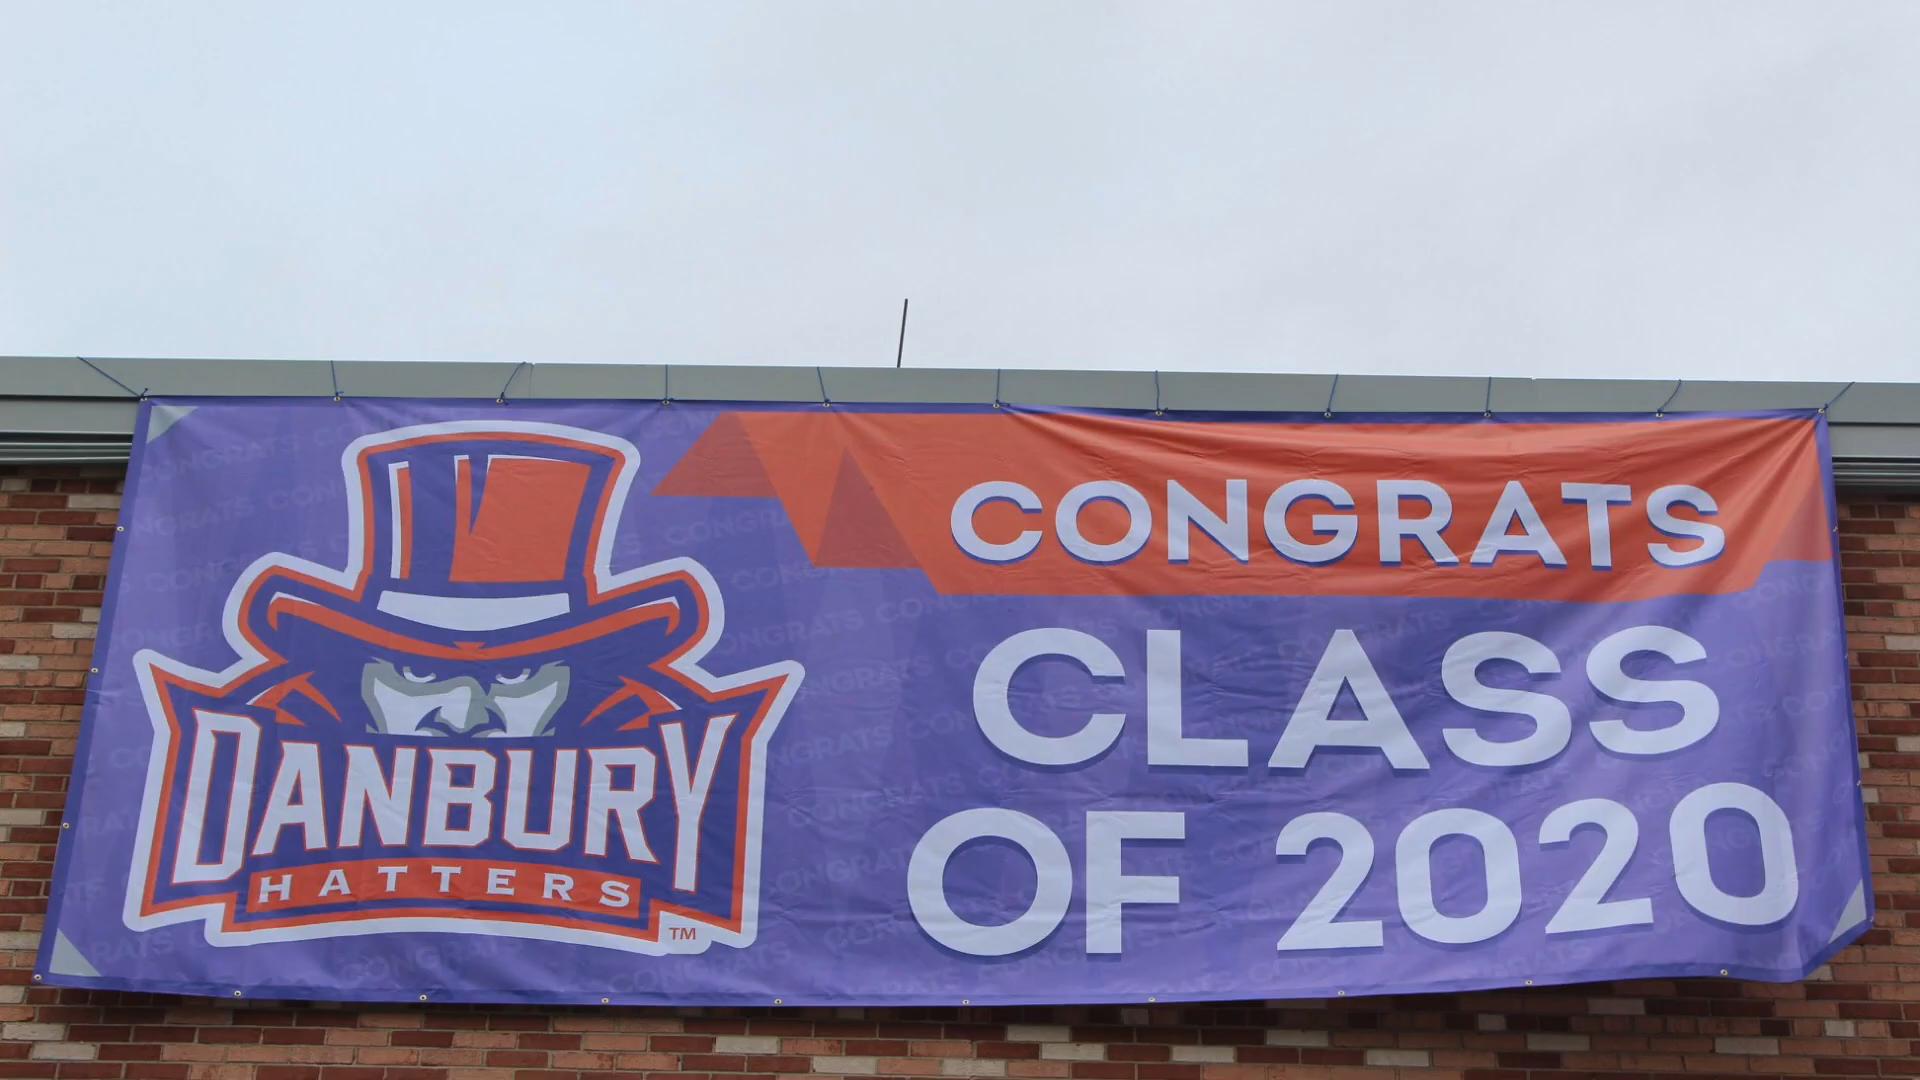 DANBURY
HATTERS
TM
CONGRATS
CLASS
OF 2020